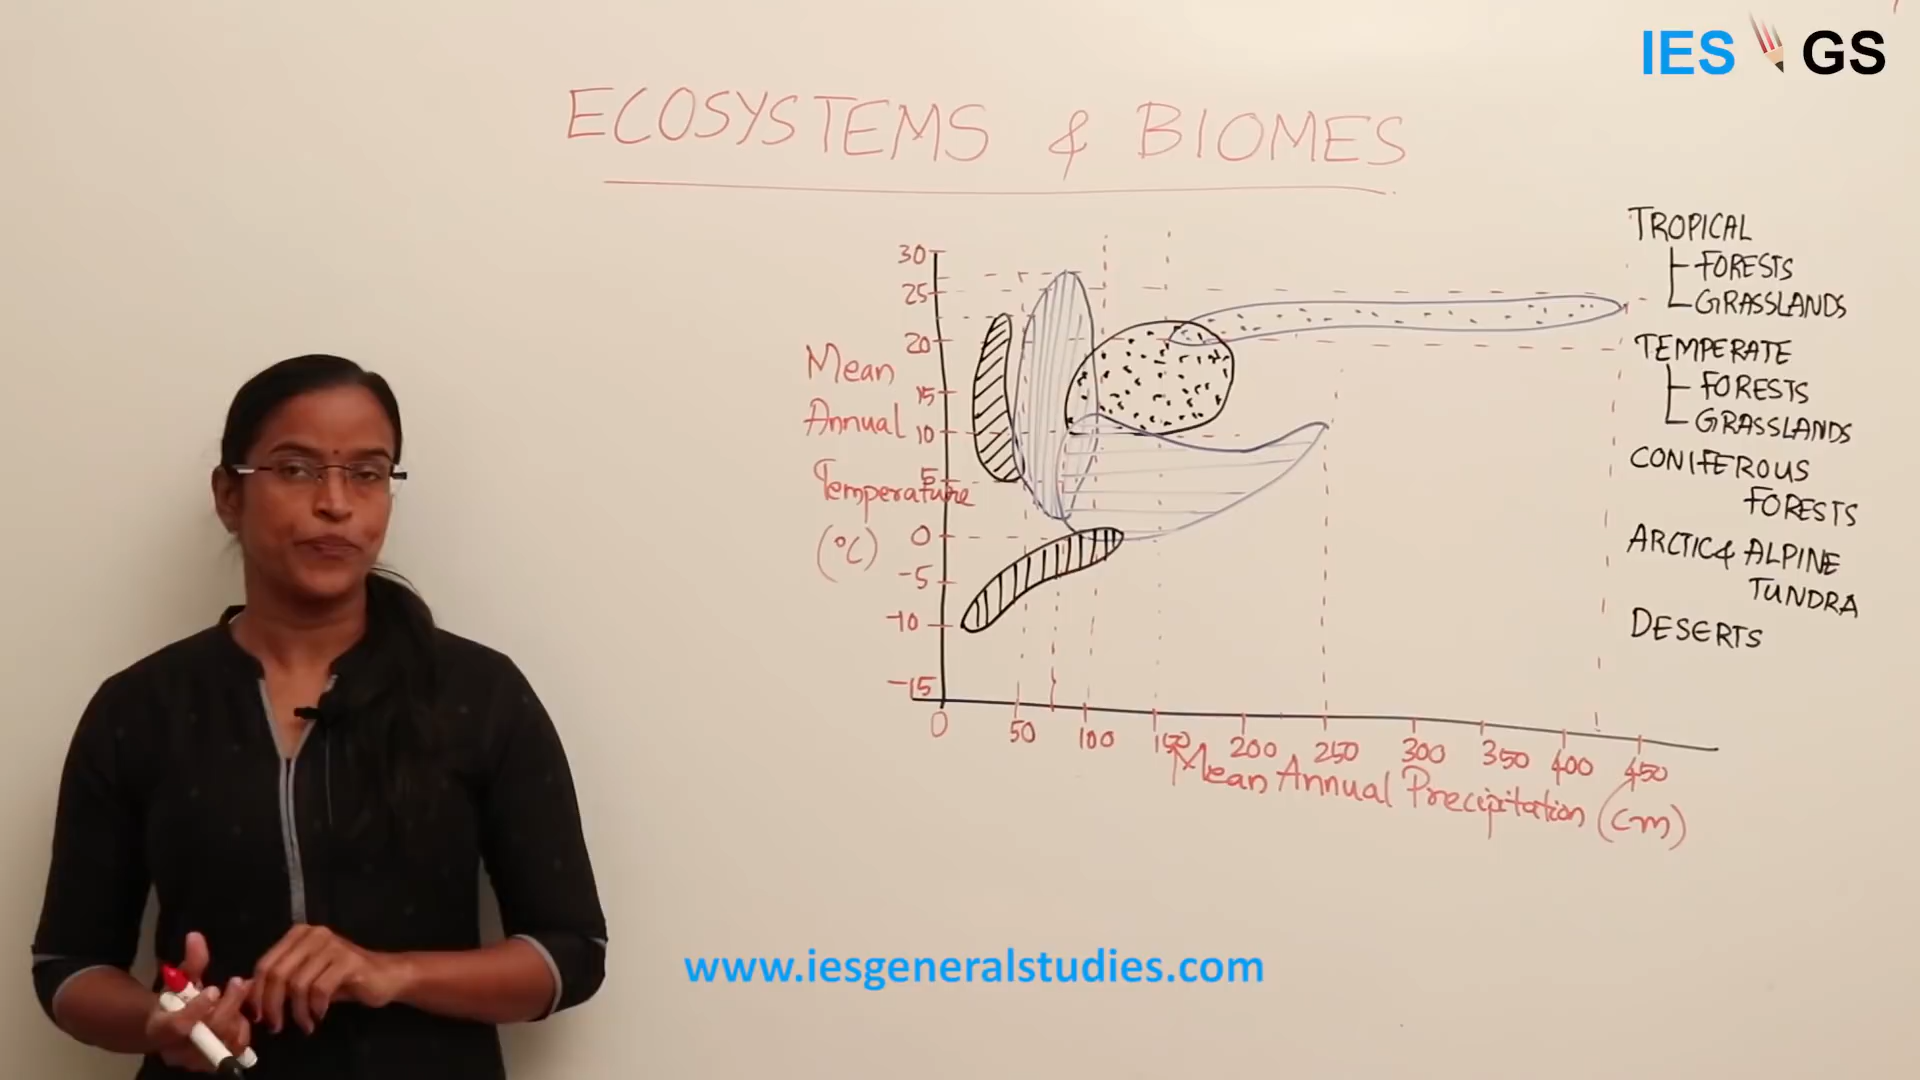 IES GS
ECOSYSTEMS & BIOMES
TROPICAL
FORESTS
GRASSLANDS
TEMPERATE
FORESTS
GRASSLANDS
CONIFEROUS
FORESTS
ARCTIC & ALPINE
TUNDRA
DESERTS
30
25
20
15
10
5
0
-5
-10
-15
Mean
Annual
Temperature
(°C)
0 50 100 150 200 250 300 350 400 450
Mean Annual Precipitation (cm)
www.iesgeneralstudies.com